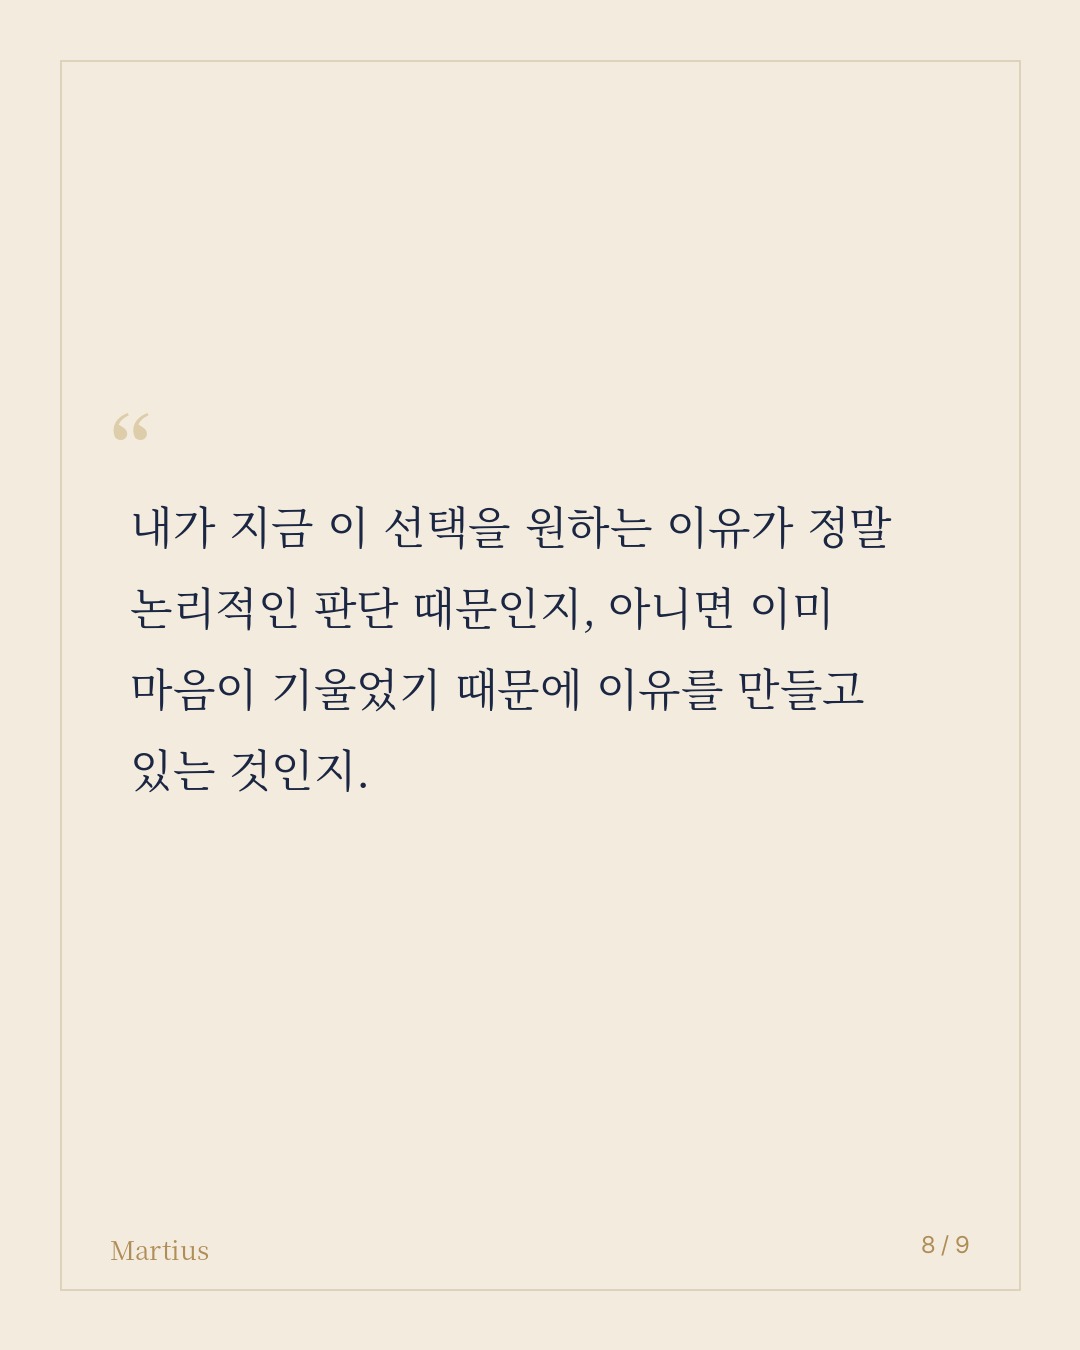 “
내가 지금 이 선택을 원하는 이유가 정말
논리적인 판단 때문인지, 아니면 이미
마음이 기울었기 때문에 이유를 만들고
있는 것인지.
Martius
8 / 9